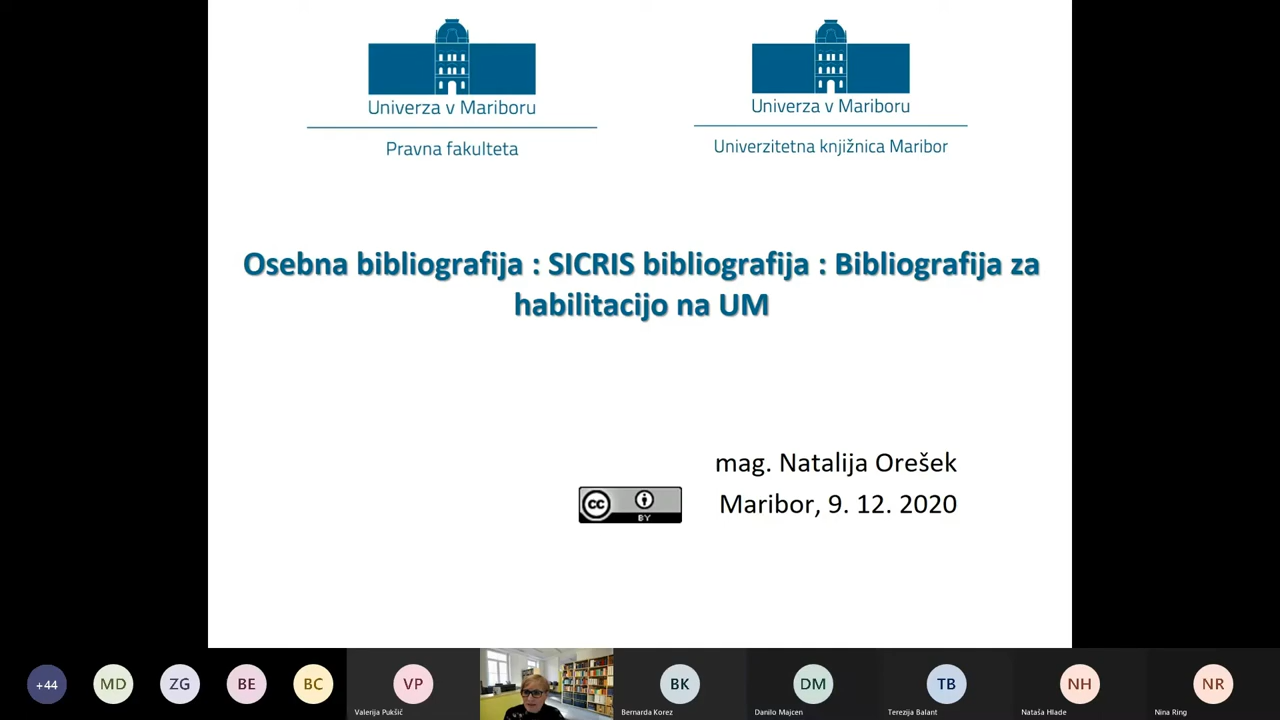 Univerza v Mariboru
Pravna fakulteta
Univerza v Mariboru
Univerzitetna knjižnica Maribor
Osebna bibliografija : SICRIS bibliografija : Bibliografija za
habilitacijo na UM
mag. Natalija Orešek
cc BY
Maribor, 9. 12. 2020
+44
MD
ZG
BE
BC
VP
Valerija Pukšič
BK
Bernarda Korez
DM
Danilo Majcen
TB
Terezija Balant
NH
Nataša Hlade
NR
Nina Ring